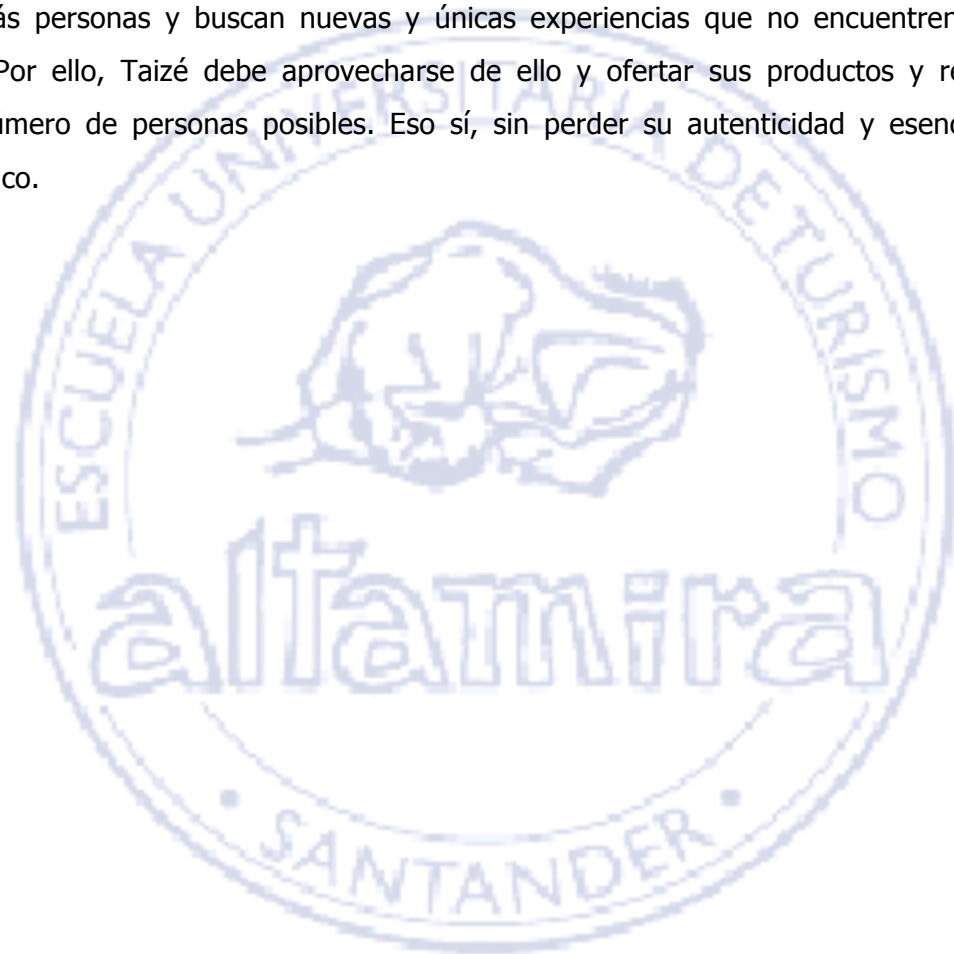 ás personas y buscan nuevas y únicas experiencias que no encuentren
Por ello, Taizé debe aprovecharse de ello y ofertar sus productos y re
úmero de personas posibles. Eso sí, sin perder su autenticidad y esenc
co.
ESCUELA UNIVERSITARIA DE TURISMO
altamira
• SANTANDER •